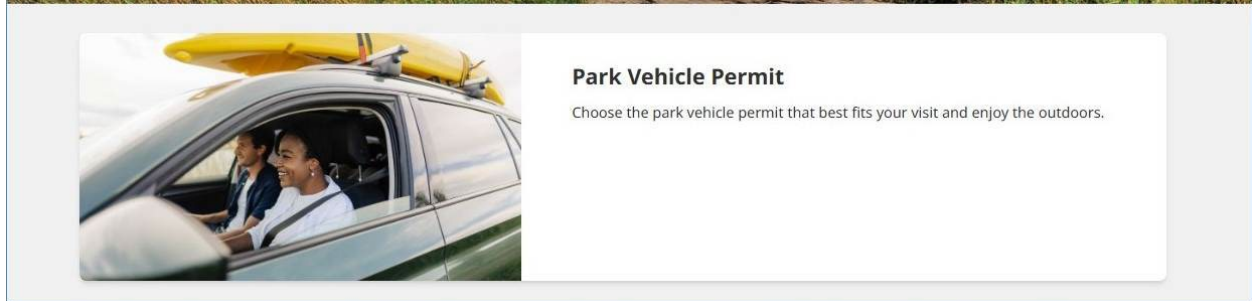 Park Vehicle Permit
Choose the park vehicle permit that best fits your visit and enjoy the outdoors.